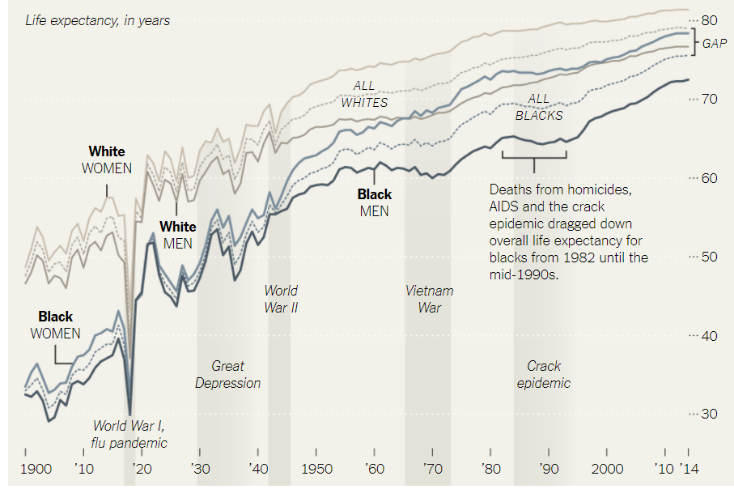 Life expectancy, in years
80
GAP
70
ALL
WHITES
ALL
BLACKS
White
WOMEN
60
Black
MEN
White
MEN
Deaths from homicides,
AIDS and the crack
epidemic dragged down
overall life expectancy for
blacks from 1982 until the
mid-1990s.
50
World
War II
Vietnam
War
Black
WOMEN
40
Great
Depression
Crack
epidemic
30
World War I,
flu pandemic
1900 '10 '20 '30 '40 1950 '60 '70 '80 '90 2000 '10 '14